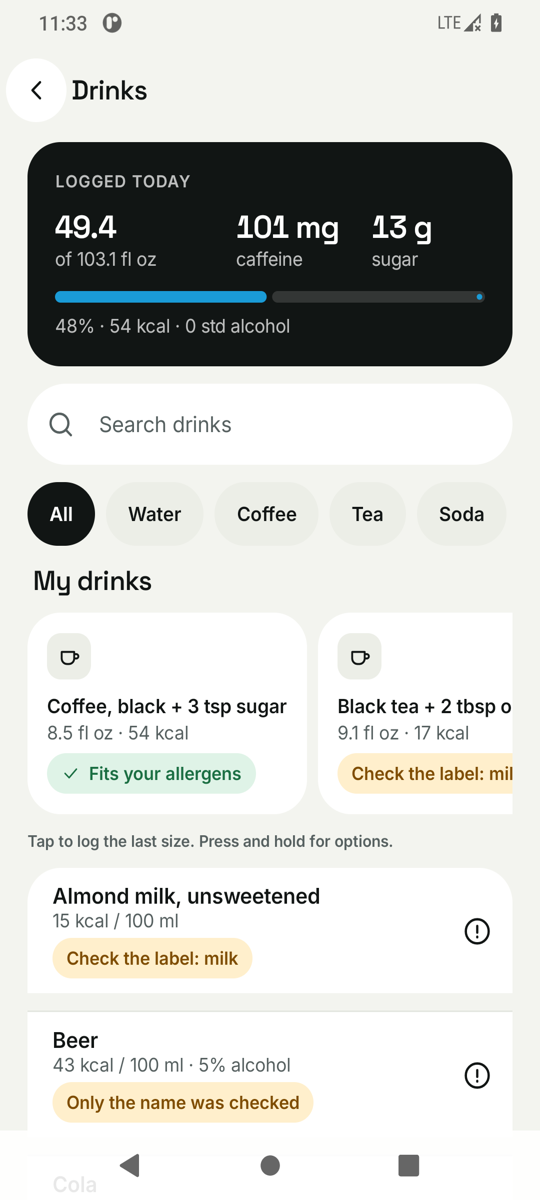 11:33
LTE
Drinks
LOGGED TODAY
49.4
of 103.1 fl oz
101 mg
caffeine
13 g
sugar
48% · 54 kcal · 0 std alcohol
Search drinks
All
Water
Coffee
Tea
Soda
My drinks
Coffee, black + 3 tsp sugar
8.5 fl oz · 54 kcal
Fits your allergens
Black tea + 2 tbsp o
9.1 fl oz · 17 kcal
Check the label: mil
Tap to log the last size. Press and hold for options.
Almond milk, unsweetened
15 kcal / 100 ml
Check the label: milk
Beer
43 kcal / 100 ml · 5% alcohol
Only the name was checked
Cola